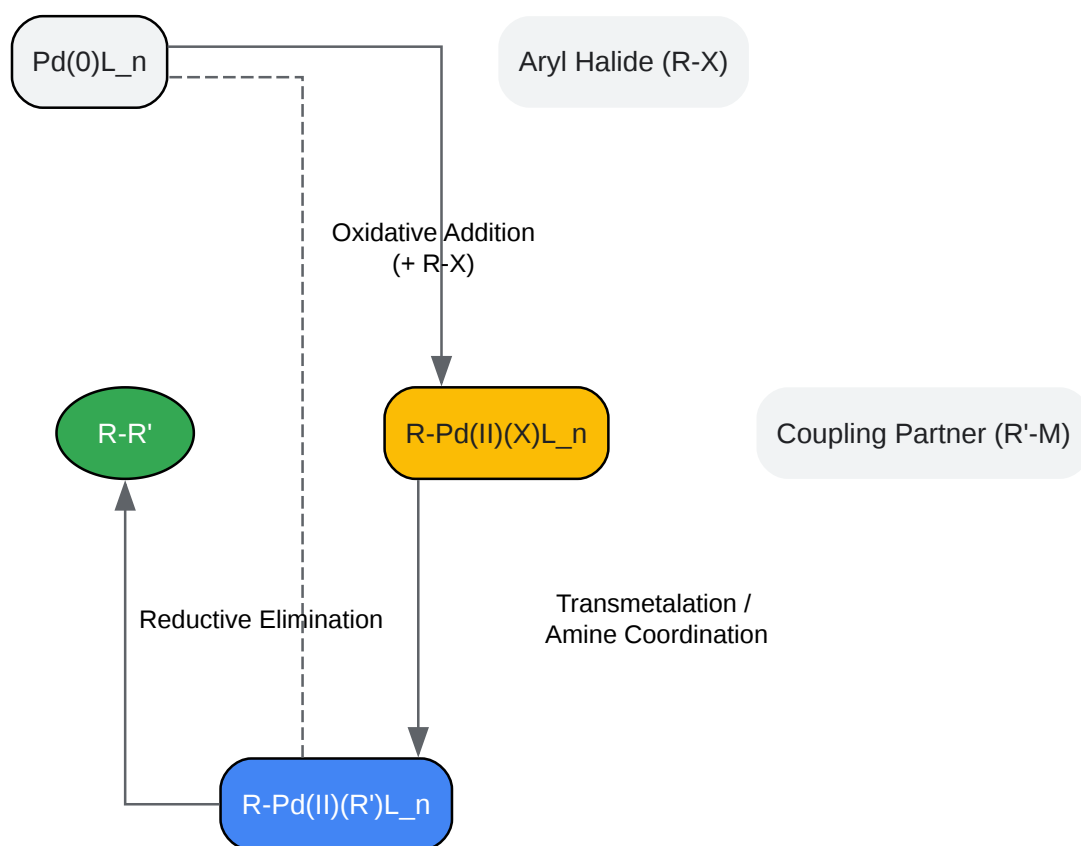 Pd(0)L_n
Aryl Halide (R-X)
Oxidative Addition
(+ R-X)
R-R'
R-Pd(II)(X)L_n
Coupling Partner (R'-M)
Reductive Elimination
Transmetalation /
Amine Coordination
R-Pd(II)(R')L_n